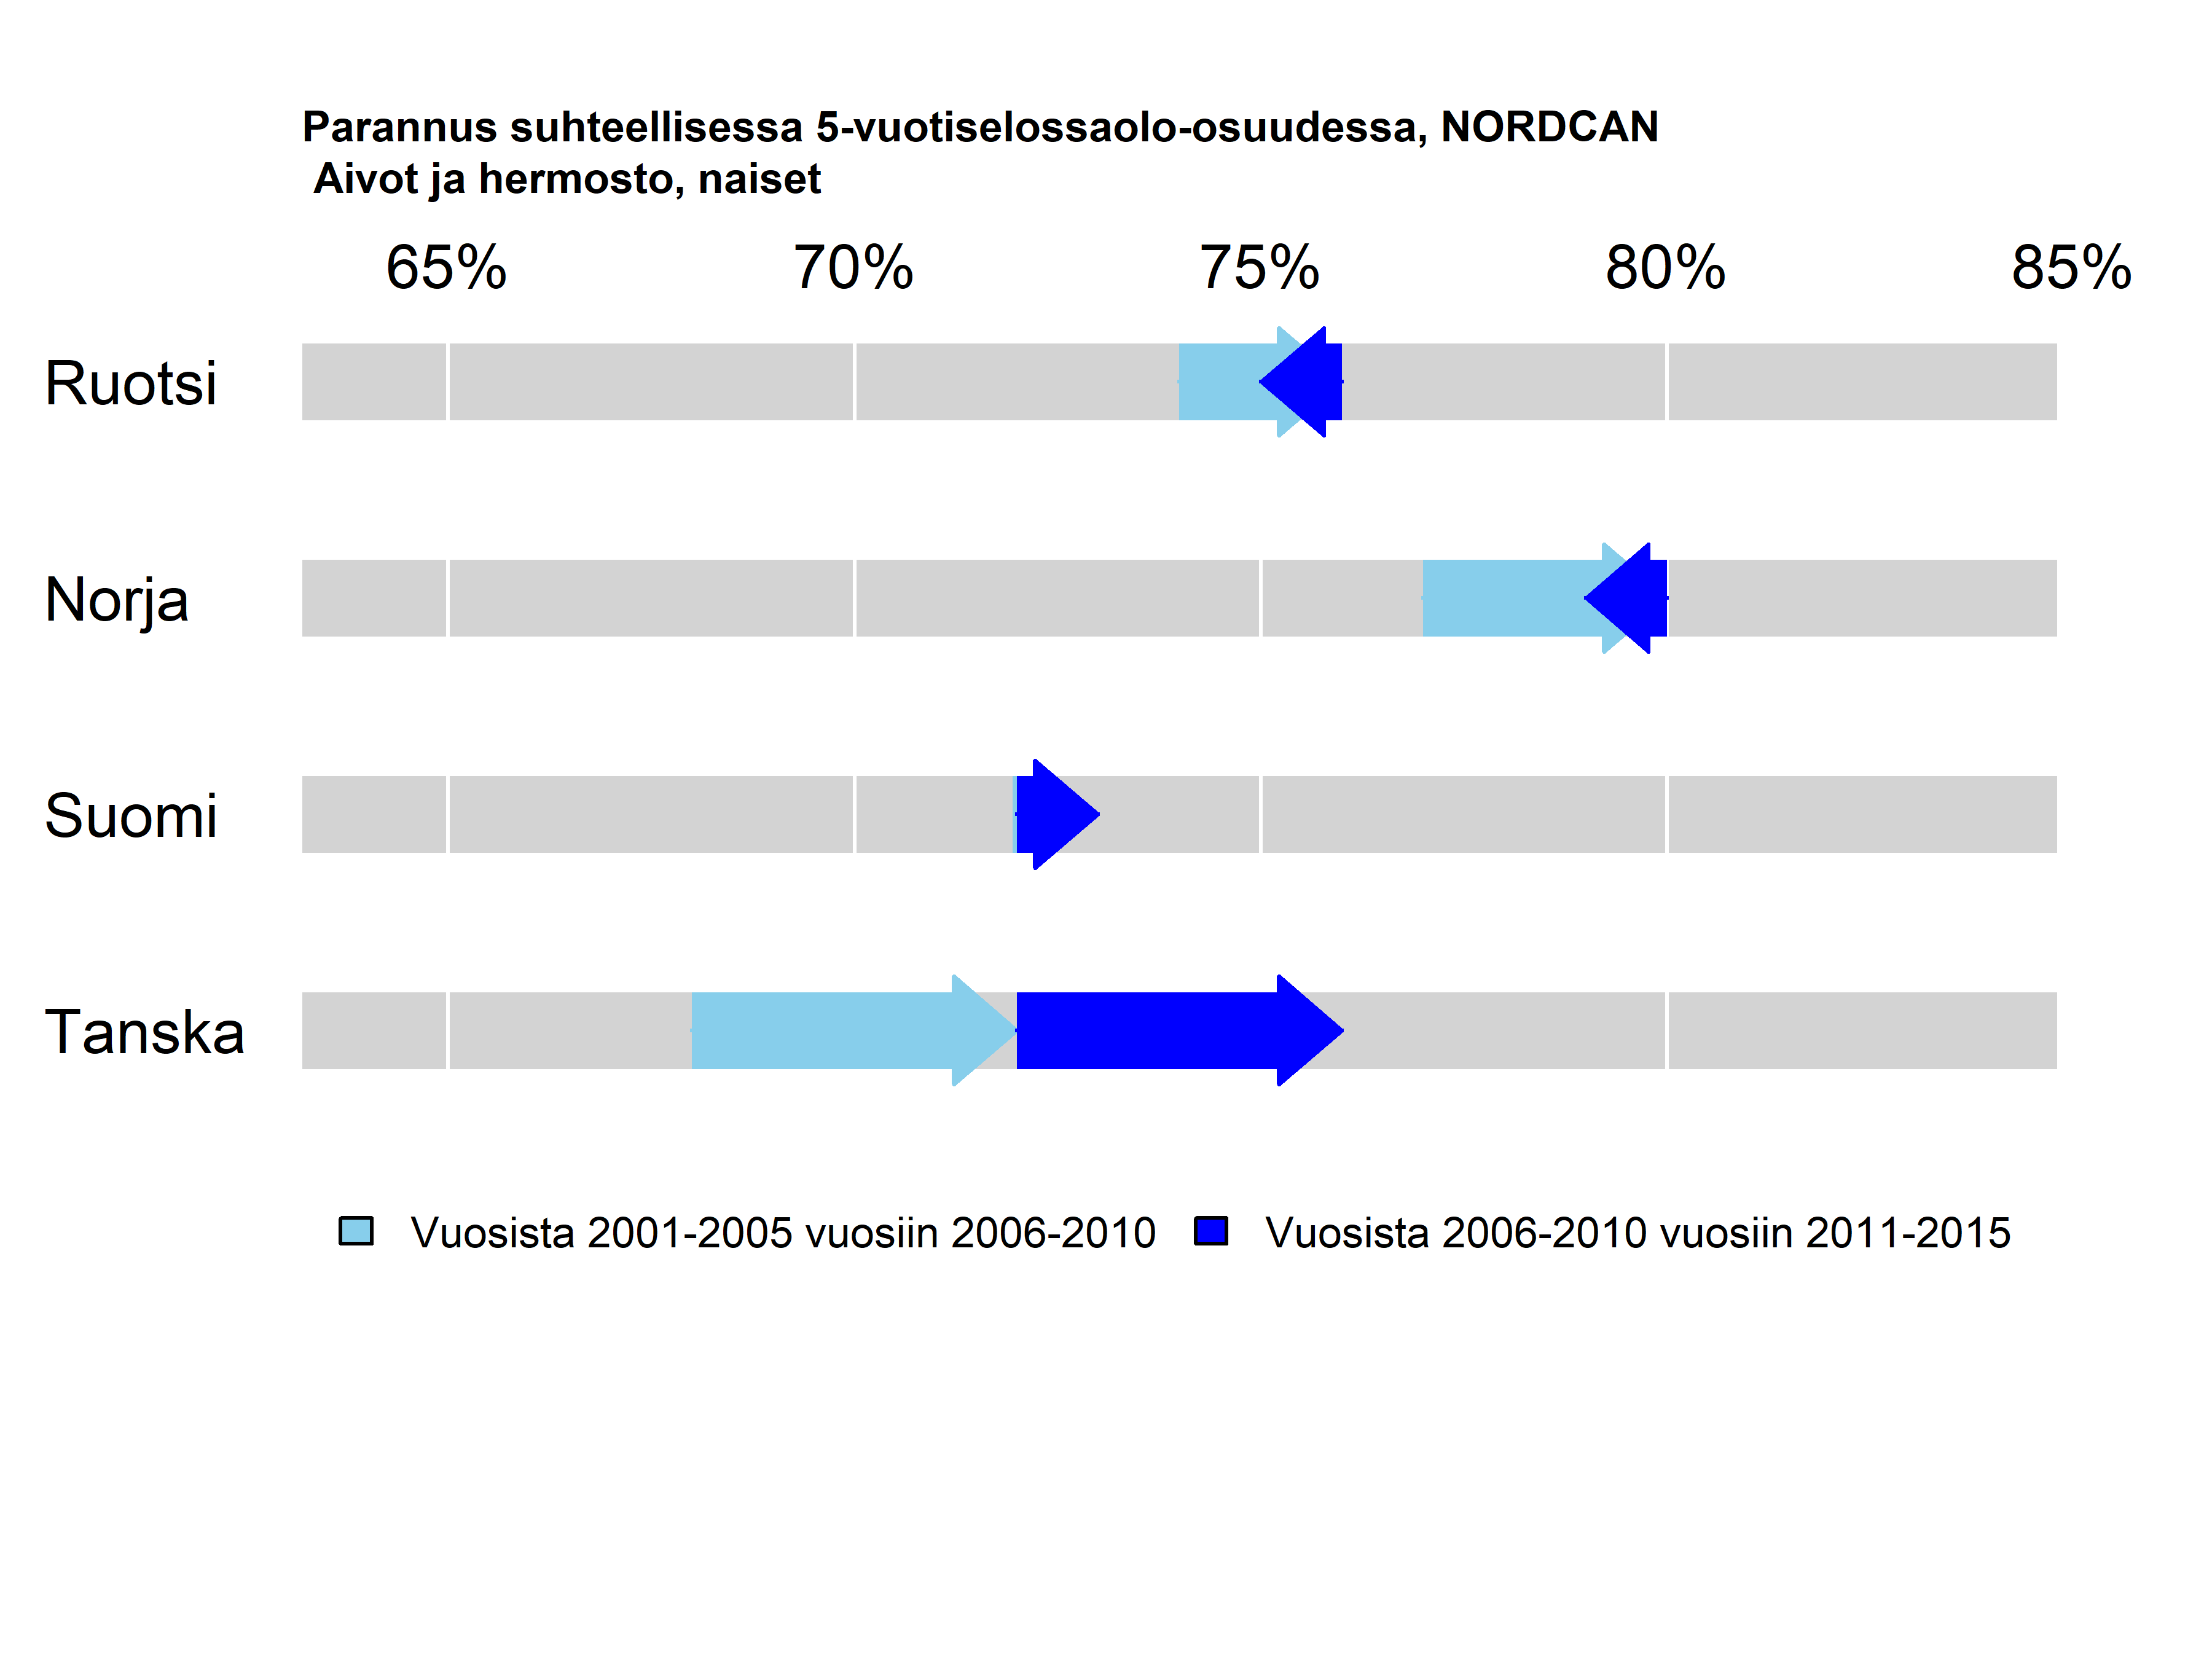 Parannus suhteellisessa 5-vuotiselossaolo-osuudessa, NORDCAN
Aivot ja hermosto, naiset
65% 70% 75% 80% 85%
Ruotsi
Norja
Suomi
Tanska
Vuosista 2001-2005 vuosiin 2006-2010 Vuosista 2006-2010 vuosiin 2011-2015